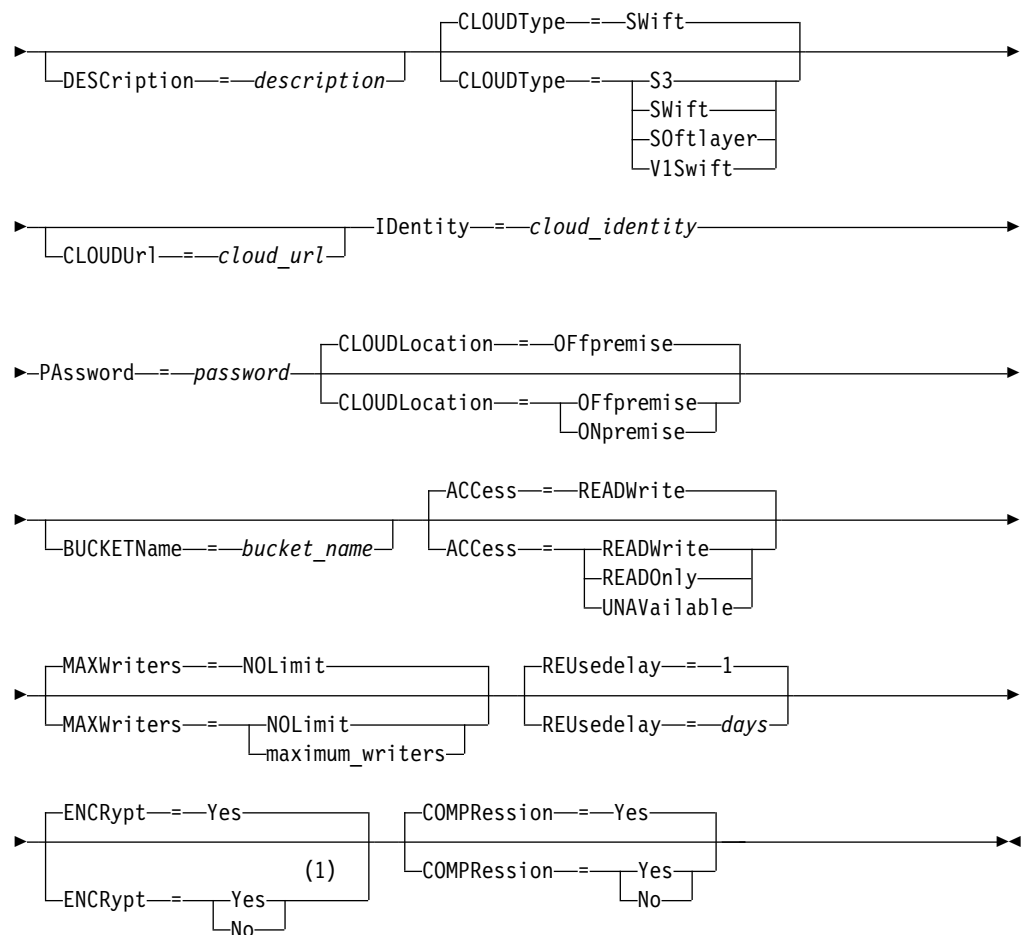 CLOUDType = SWift
DESCription = description
CLOUDType = S3
SWift
SOftlayer
V1Swift
IDentity = cloud_identity
CLOUDUrl = cloud_url
CLOUDLocation = OFfpremise
PAssword = password
CLOUDLocation = OFfpremise
ONpremise
ACCess = READWrite
BUCKETName = bucket_name
ACCess = READWrite
READOnly
UNAVailable
MAXWriters = NOLimit
REUsedelay = 1
MAXWriters = NOLimit
maximum_writers
REUsedelay = days
ENCRypt = Yes
COMPRession = Yes
(1)
ENCRypt = Yes
No
COMPRession = Yes
No